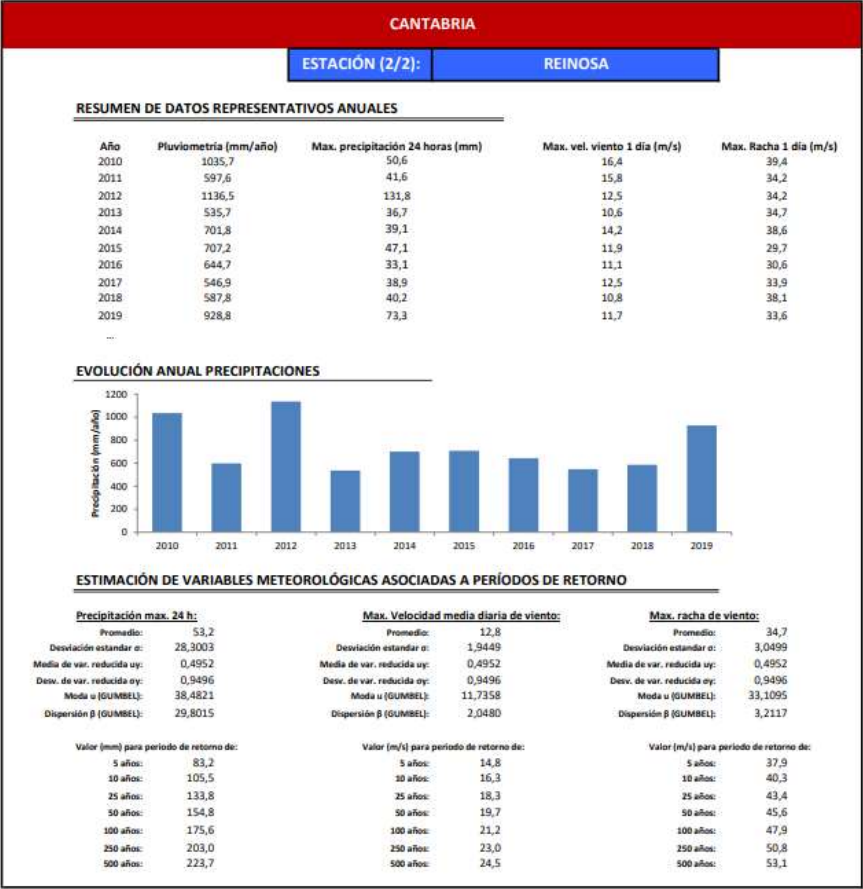 CANTABRIA
ESTACIÓN (2/2): REINOSA
RESUMEN DE DATOS REPRESENTATIVOS ANUALES
Año Pluviometría (mm/año) Max. precipitación 24 horas (mm) Max. vel. viento 1 día (m/s) Max. Racha 1 día (m/s)
2010 1035,7 50,6 16,4 39,4
2011 597,6 41,6 15,8 34,2
2012 1136,5 131,8 12,5 34,2
2013 535,7 36,7 10,6 34,7
2014 701,8 39,1 14,2 38,6
2015 707,2 47,1 11,9 29,7
2016 644,7 33,1 11,1 30,6
2017 546,9 38,9 12,5 33,9
2018 587,8 40,2 10,8 38,1
2019 928,8 73,3 11,7 33,6
...
EVOLUCIÓN ANUAL PRECIPITACIONES
Precipitación (mm/año)
1200
1000
800
600
400
200
0
2010 2011 2012 2013 2014 2015 2016 2017 2018 2019
ESTIMACIÓN DE VARIABLES METEOROLÓGICAS ASOCIADAS A PERÍODOS DE RETORNO
Precipitación max. 24 h: Max. Velocidad media diaria de viento: Max. racha de viento:
Promedio: 53,2 Promedio: 12,8 Promedio: 34,7
Desviación estandar σ: 28,3003 Desviación estandar σ: 1,9449 Desviación estandar σ: 3,0499
Media de var. reducida uy: 0,4952 Media de var. reducida uy: 0,4952 Media de var. reducida uy: 0,4952
Desv. de var. reducida σy: 0,9496 Desv. de var. reducida σy: 0,9496 Desv. de var. reducida σy: 0,9496
Moda u (GUMBEL): 38,4821 Moda u (GUMBEL): 11,7358 Moda u (GUMBEL): 33,1095
Dispersión β (GUMBEL): 29,8015 Dispersión β (GUMBEL): 2,0480 Dispersión β (GUMBEL): 3,2117
Valor (mm) para periodo de retorno de: Valor (m/s) para periodo de retorno de: Valor (m/s) para periodo de retorno de:
5 años: 83,2 5 años: 14,8 5 años: 37,9
10 años: 105,5 10 años: 16,3 10 años: 40,3
25 años: 133,8 25 años: 18,3 25 años: 43,4
50 años: 154,8 50 años: 19,7 50 años: 45,6
100 años: 175,6 100 años: 21,2 100 años: 47,9
250 años: 203,0 250 años: 23,0 250 años: 50,8
500 años: 223,7 500 años: 24,5 500 años: 53,1